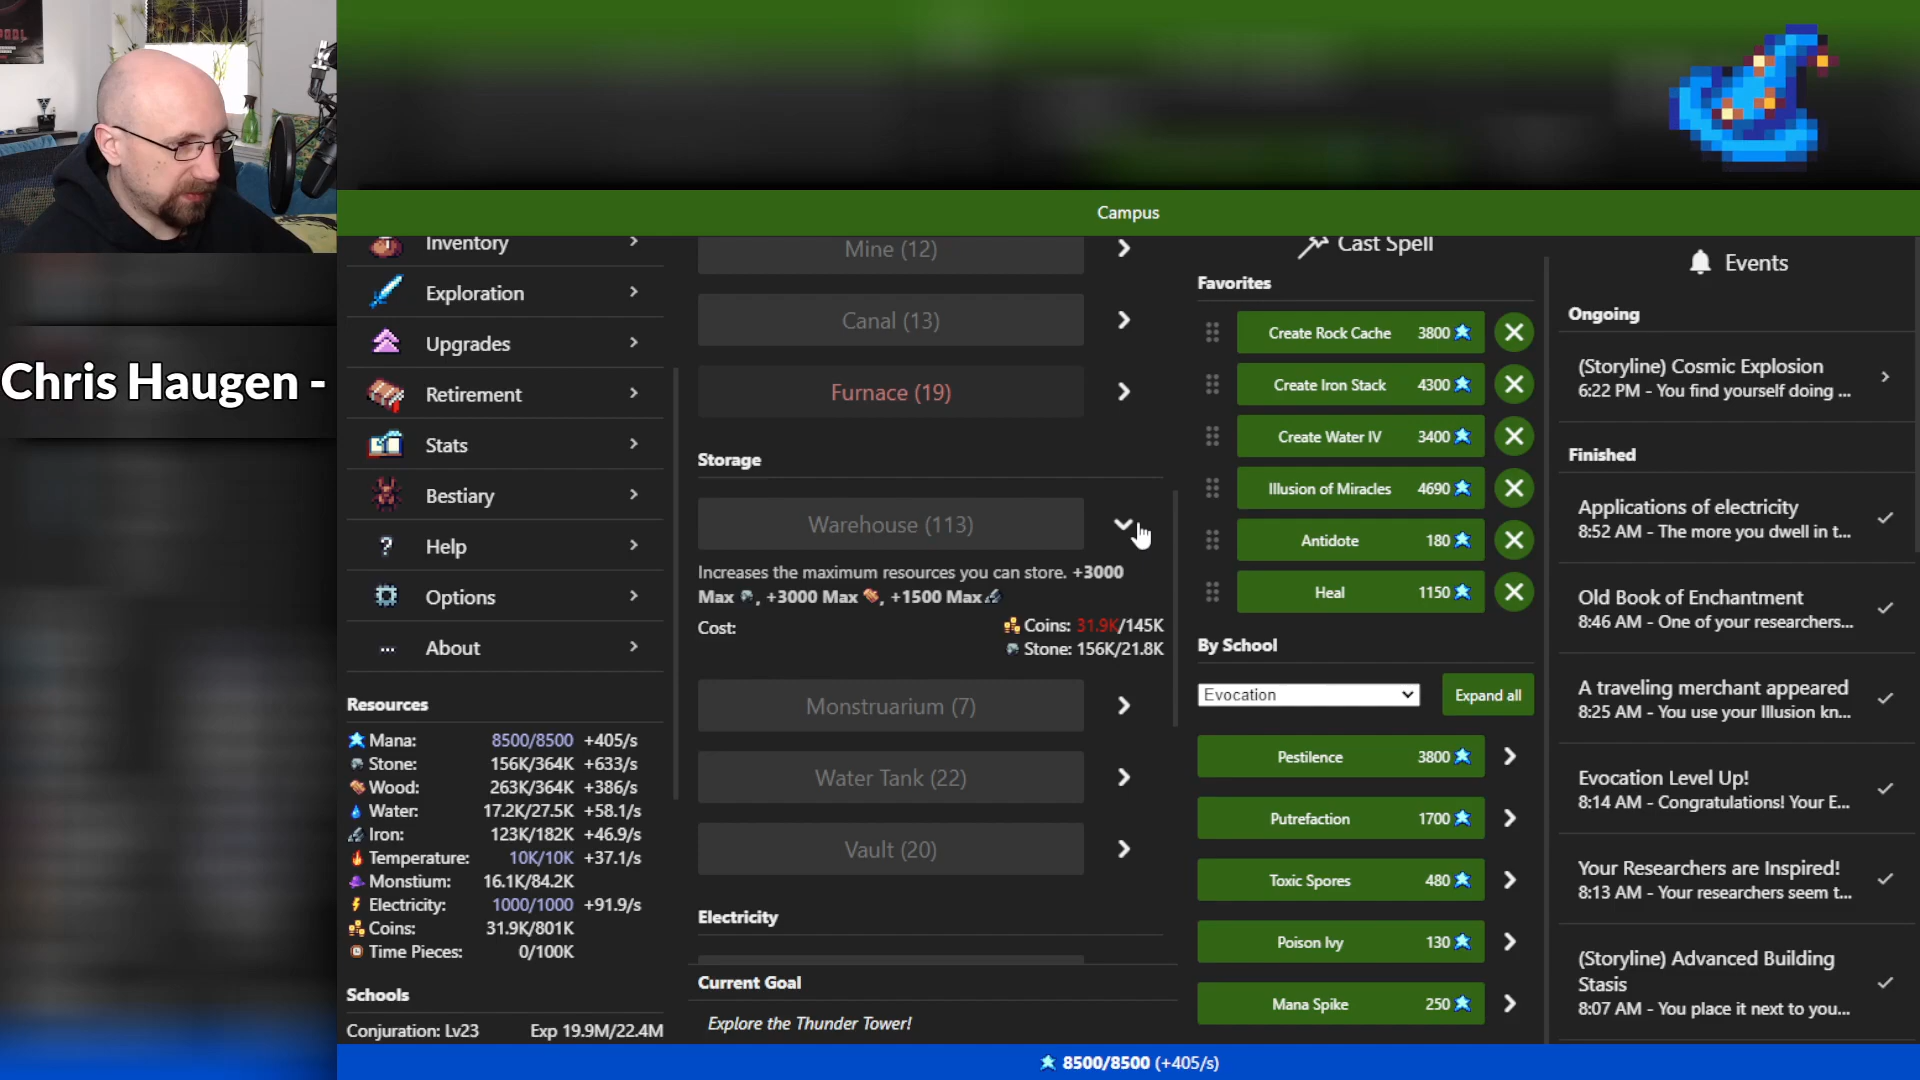 POOL
Chris Haugen -
Campus
Inventory
Exploration
Upgrades
Retirement
Stats
Bestiary
? Help
Options
... About
Resources
Mana: 8500/8500 +405/s
Stone: 156K/364K +633/s
Wood: 263K/364K +386/s
Water: 17.2K/27.5K +58.1/s
Iron: 123K/182K +46.9/s
Temperature: 10K/10K +37.1/s
Monstium: 16.1K/84.2K
Electricity: 1000/1000 +91.9/s
Coins: 31.9K/801K
Time Pieces: 0/100K
Schools
Conjuration: Lv23 Exp 19.9M/22.4M
Mine (12)
Canal (13)
Furnace (19)
Storage
Warehouse (113)
Increases the maximum resources you can store. +3000
Max , +3000 Max , +1500 Max
Cost: Coins: 31.9K/145K
Stone: 156K/21.8K
Monstruarium (7)
Water Tank (22)
Vault (20)
Electricity
Current Goal
Explore the Thunder Tower!
Cast Spell
Favorites
Create Rock Cache 3800
Create Iron Stack 4300
Create Water IV 3400
Illusion of Miracles 4690
Antidote 180
Heal 1150
By School
Evocation Expand all
Pestilence 3800
Putrefaction 1700
Toxic Spores 480
Poison Ivy 130
Mana Spike 250
Events
Ongoing
(Storyline) Cosmic Explosion
6:22 PM - You find yourself doing ...
Finished
Applications of electricity
8:52 AM - The more you dwell in t...
Old Book of Enchantment
8:46 AM - One of your researchers...
A traveling merchant appeared
8:25 AM - You use your Illusion kn...
Evocation Level Up!
8:14 AM - Congratulations! Your E...
Your Researchers are Inspired!
8:13 AM - Your researchers seem t...
(Storyline) Advanced Building
Stasis
8:07 AM - You place it next to you...
8500/8500 (+405/s)